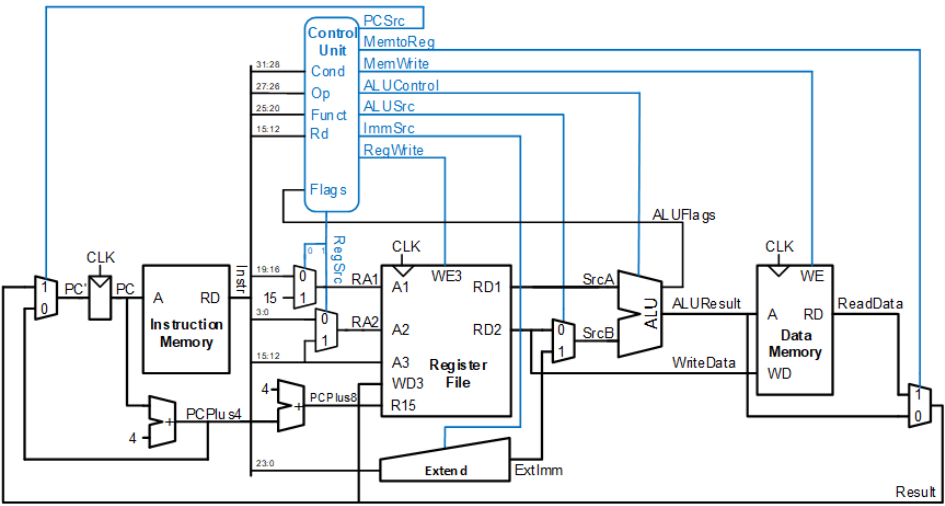 PCSrc
Control
Unit
MemtoReg
MemWrite
31:28
Cond
27:26
Op
ALUControl
25:20
Funct
ALUSrc
15:12
Rd
ImmSrc
RegWrite
Flags
ALUFlags
CLK
0 1
RegSrc
CLK
CLK
Instr
19:16
0
RA1
A1
WE3
RD1
SrcA
WE
1
0
PC'
PC
A
RD
15
1
ALU
ALUResult
A
RD
ReadData
Instruction
Memory
3:0
0
1
RA2
A2
RD2
0
1
SrcB
Data
Memory
15:12
A3
Register
File
WriteData
WD
4
WD3
PCPlus8
R15
+
1
0
PCPlus4
+
4
23:0
Extend
ExtImm
Result